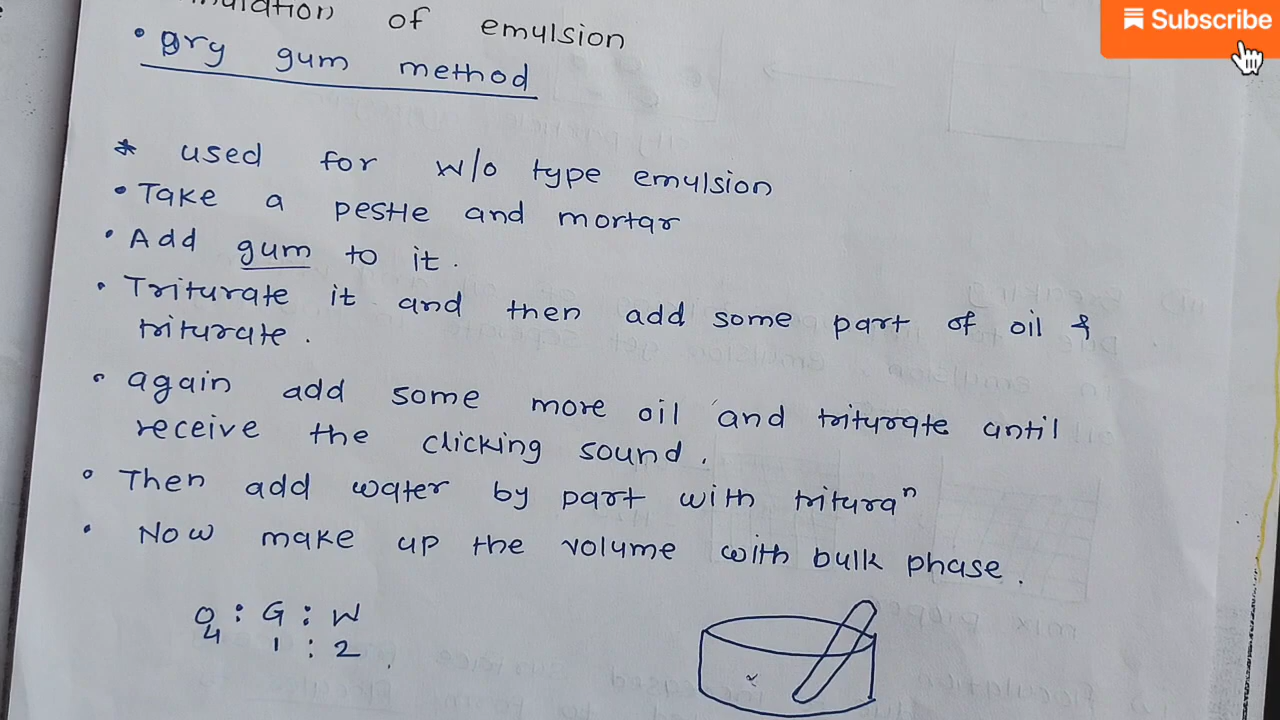 of emulsion
• Dry gum method
* used for w/o type emulsion
• Take a pestle and mortar
• Add gum to it.
• Triturate it and then add some part of oil &
triturate.
• again add some more oil and triturate until
receive the clicking sound.
• Then add water by part with trituraⁿ
• Now make up the volume with bulk phase.
O : G : W
4 1 : 2
Subscribe